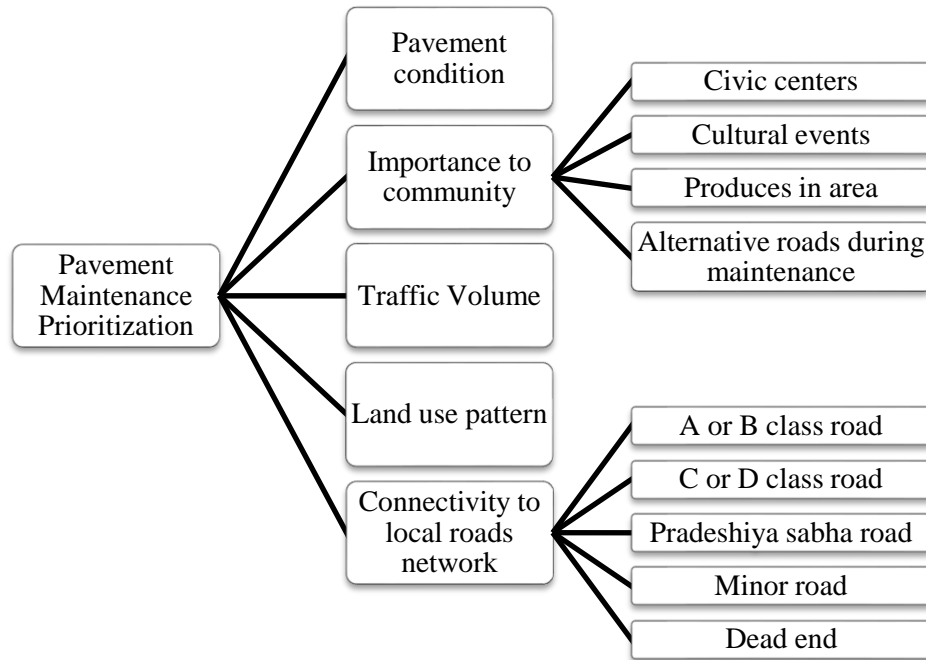 Pavement
Maintenance
Prioritization
Pavement
condition
Importance to
community
Traffic Volume
Land use pattern
Connectivity to
local roads
network
Civic centers
Cultural events
Produces in area
Alternative roads during
maintenance
A or B class road
C or D class road
Pradeshiya sabha road
Minor road
Dead end